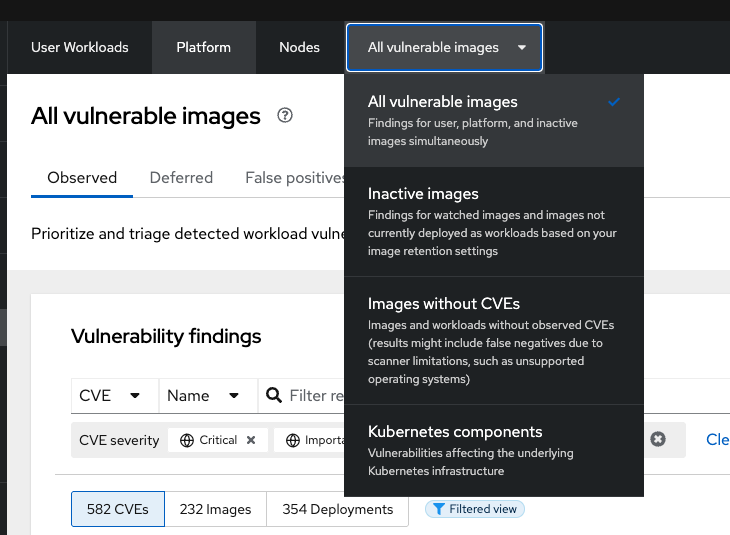 User Workloads
Platform
Nodes
All vulnerable images
All vulnerable images
Observed
Deferred
False positives
Prioritize and triage detected workload
All vulnerable images
Findings for user, platform, and inactive
images simultaneously
Inactive images
Findings for watched images and images not
currently deployed as workloads based on your
image retention settings
Images without CVEs
Images and workloads without observed CVEs
(results might include false negatives due to
scanner limitations, such as unsupported
operating systems)
Kubernetes components
Vulnerabilities affecting the underlying
Kubernetes infrastructure
Vulnerability findings
CVE
Name
Filter
CVE severity
Critical
582 CVEs
232 Images
354 Deployments
Filtered view